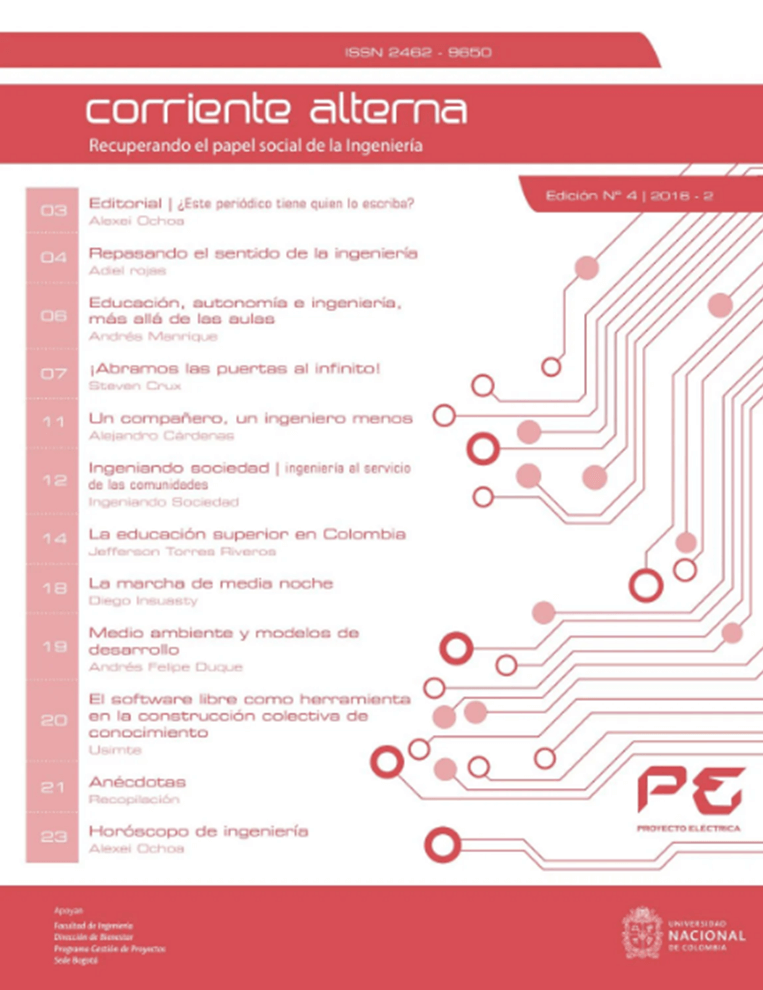 ISSN 2462 - 9650
corriente alterna
Recuperando el papel social de la Ingeniería
Edición Nº 4 | 2016 - 2
03 Editorial | ¿Este periódico tiene quien lo escriba?
Alexei Ochoa
04 Repasando el sentido de la ingeniería
Adiel rojas
06 Educación, autonomía e ingeniería,
más allá de las aulas
Andrés Manrique
07 ¡Abramos las puertas al infinito!
Steven Crux
11 Un compañero, un ingeniero menos
Alejandro Cárdenas
12 Ingeniando sociedad | ingeniería al servicio
de las comunidades
Ingeniando Sociedad
14 La educación superior en Colombia
Jefferson Torres Riveros
18 La marcha de media noche
Diego Insuasty
19 Medio ambiente y modelos de
desarrollo
Andrés Felipe Duque
20 El software libre como herramienta
en la construcción colectiva de
conocimiento
Usimte
21 Anécdotas
Recopilación
23 Horóscopo de ingeniería
Alexei Ochoa
PE
PROYECTO ELÉCTRICA
Apoyan
Facultad de Ingeniería
Dirección de Bienestar
Programa Gestión de Proyectos
Sede Bogotá
UNIVERSIDAD
NACIONAL
DE COLOMBIA